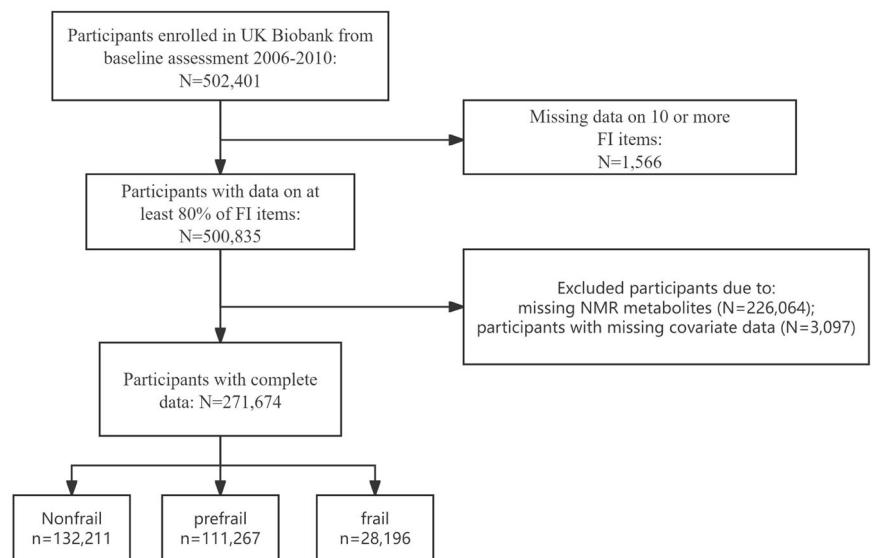 Participants enrolled in UK Biobank from
baseline assessment 2006-2010:
N=502,401
Missing data on 10 or more
FI items:
N=1,566
Participants with data on at
least 80% of FI items:
N=500,835
Excluded participants due to:
missing NMR metabolites (N=226,064);
participants with missing covariate data (N=3,097)
Participants with complete
data: N=271,674
Nonfrail
n=132,211
prefrail
n=111,267
frail
n=28,196